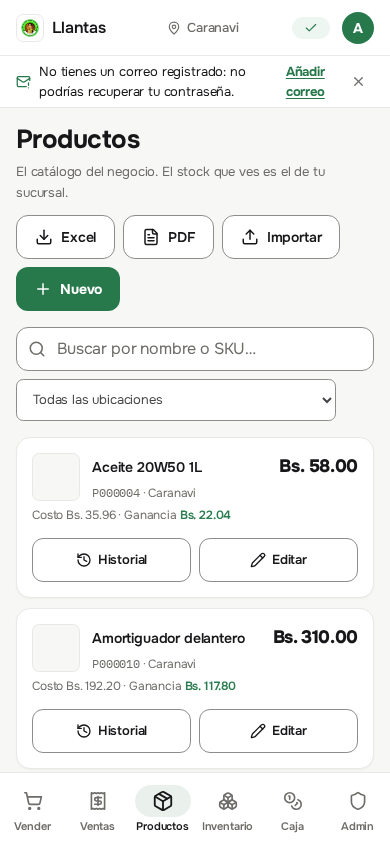 Llantas
Caranavi
A
No tienes un correo registrado: no
podrías recuperar tu contraseña.
Añadir
correo
Productos
El catálogo del negocio. El stock que ves es el de tu
sucursal.
Excel
PDF
Importar
Nuevo
Buscar por nombre o SKU...
Todas las ubicaciones
Aceite 20W50 1L
Bs. 58.00
P000004 · Caranavi
Costo Bs. 35.96 · Ganancia Bs. 22.04
Historial
Editar
Amortiguador delantero
Bs. 310.00
P000010 · Caranavi
Costo Bs. 192.20 · Ganancia Bs. 117.80
Historial
Editar
Vender
Ventas
Productos
Inventario
Caja
Admin